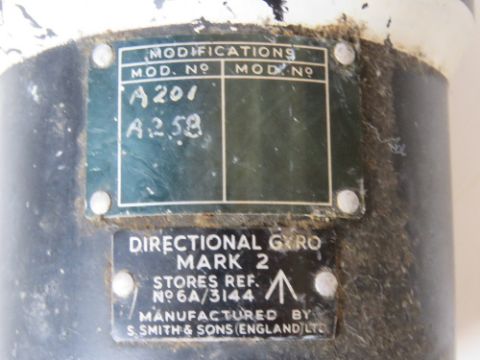 MODIFICATIONS
MOD. Nº MOD. Nº
A201
A258
DIRECTIONAL GYRO
MARK 2
STORES REF.
Nº 6A/3144
MANUFACTURED BY
S. SMITH & SONS (ENGLAND) LTD.